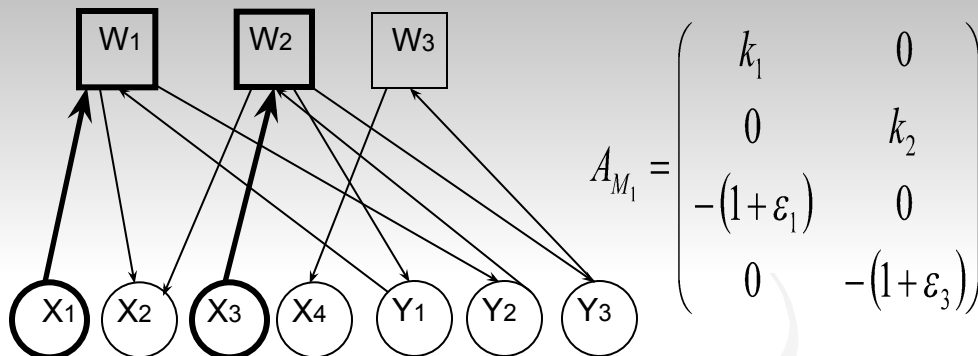 W1 W2 W3
X1 X2 X3 X4 Y1 Y2 Y3
A_{M_1} =
k_1 0
0 k_2
-(1+ε_1) 0
0 -(1+ε_3)